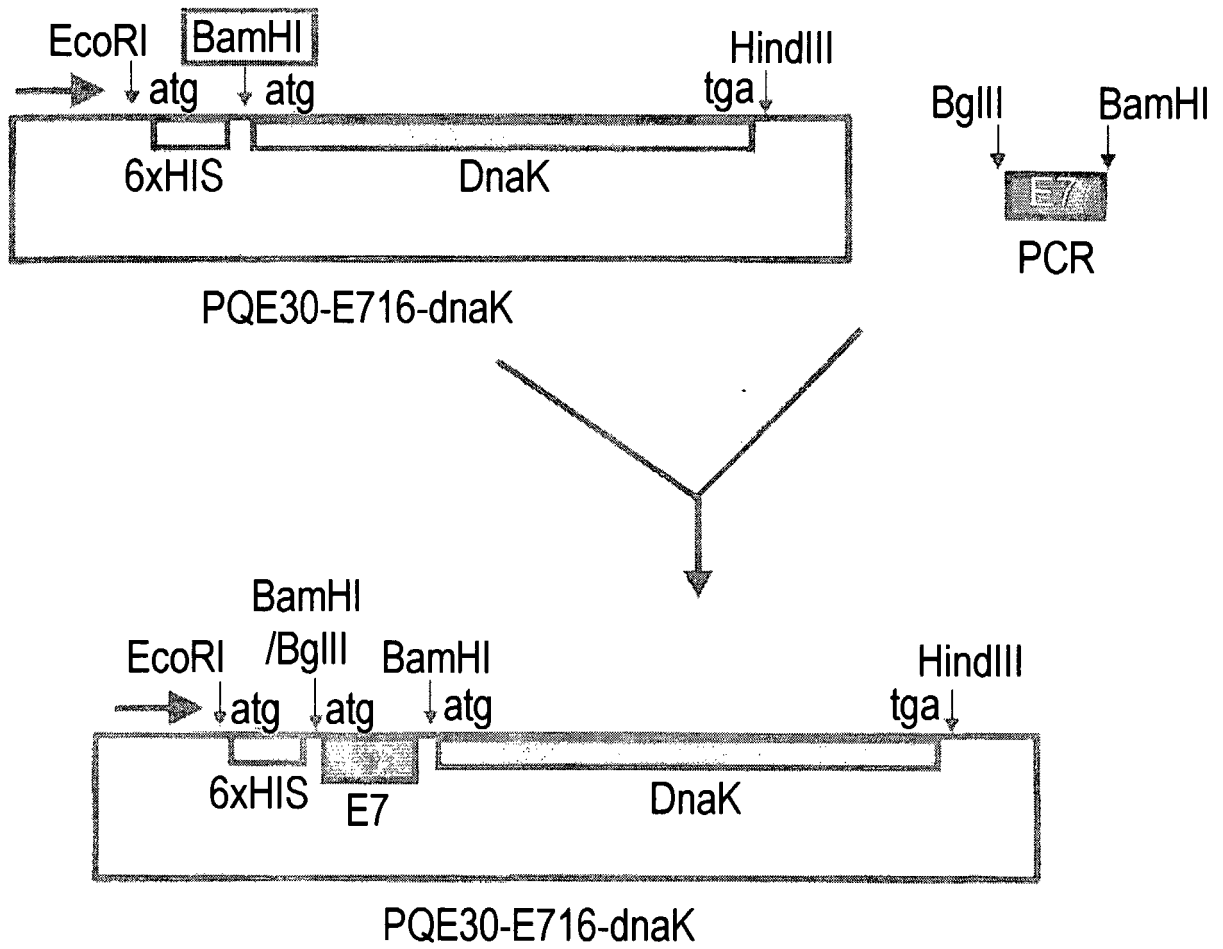 EcoRI
BamHI
HindIII
atg
atg
tga
6xHIS
DnaK
BglII
BamHI
E7
PCR
PQE30-E716-dnaK
EcoRI
BamHI
/BglII
BamHI
HindIII
atg
atg
atg
tga
6xHIS
E7
DnaK
PQE30-E716-dnaK